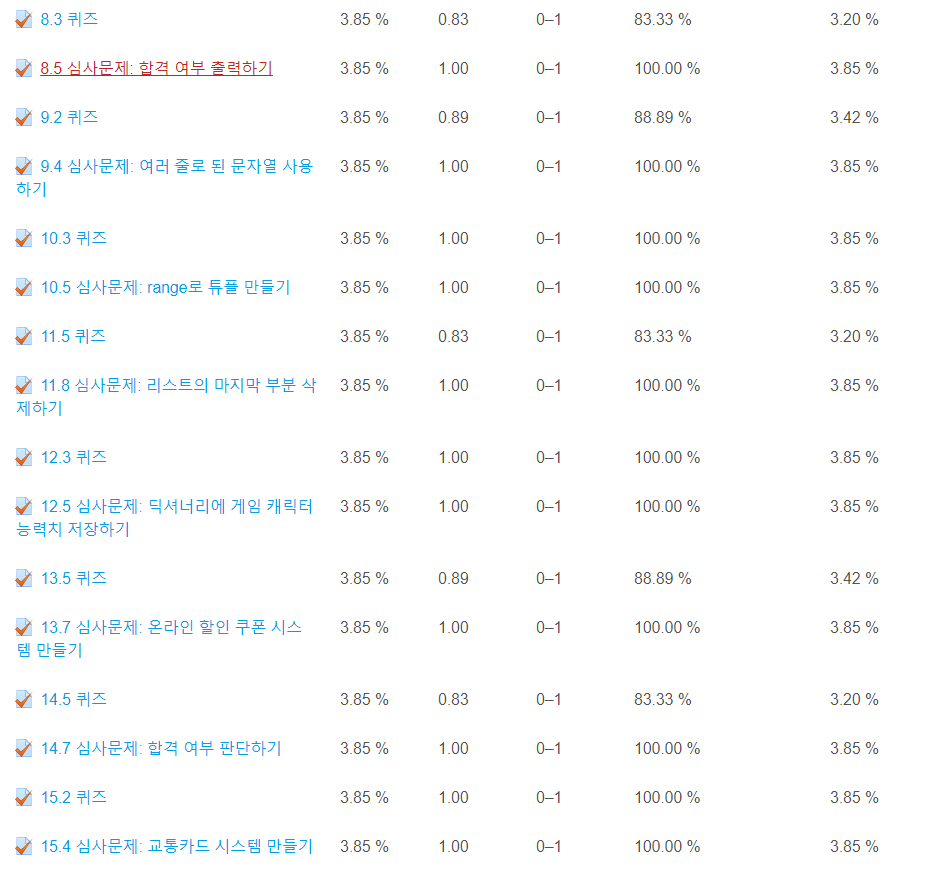 8.3 퀴즈 3.85 % 0.83 0–1 83.33 % 3.20 %
8.5 심사문제: 합격 여부 출력하기 3.85 % 1.00 0–1 100.00 % 3.85 %
9.2 퀴즈 3.85 % 0.89 0–1 88.89 % 3.42 %
9.4 심사문제: 여러 줄로 된 문자열 사용 3.85 % 1.00 0–1 100.00 % 3.85 %
하기
10.3 퀴즈 3.85 % 1.00 0–1 100.00 % 3.85 %
10.5 심사문제: range로 튜플 만들기 3.85 % 1.00 0–1 100.00 % 3.85 %
11.5 퀴즈 3.85 % 0.83 0–1 83.33 % 3.20 %
11.8 심사문제: 리스트의 마지막 부분 삭 3.85 % 1.00 0–1 100.00 % 3.85 %
제하기
12.3 퀴즈 3.85 % 1.00 0–1 100.00 % 3.85 %
12.5 심사문제: 딕셔너리에 게임 캐릭터 3.85 % 1.00 0–1 100.00 % 3.85 %
능력치 저장하기
13.5 퀴즈 3.85 % 0.89 0–1 88.89 % 3.42 %
13.7 심사문제: 온라인 할인 쿠폰 시스 3.85 % 1.00 0–1 100.00 % 3.85 %
템 만들기
14.5 퀴즈 3.85 % 0.83 0–1 83.33 % 3.20 %
14.7 심사문제: 합격 여부 판단하기 3.85 % 1.00 0–1 100.00 % 3.85 %
15.2 퀴즈 3.85 % 1.00 0–1 100.00 % 3.85 %
15.4 심사문제: 교통카드 시스템 만들기 3.85 % 1.00 0–1 100.00 % 3.85 %